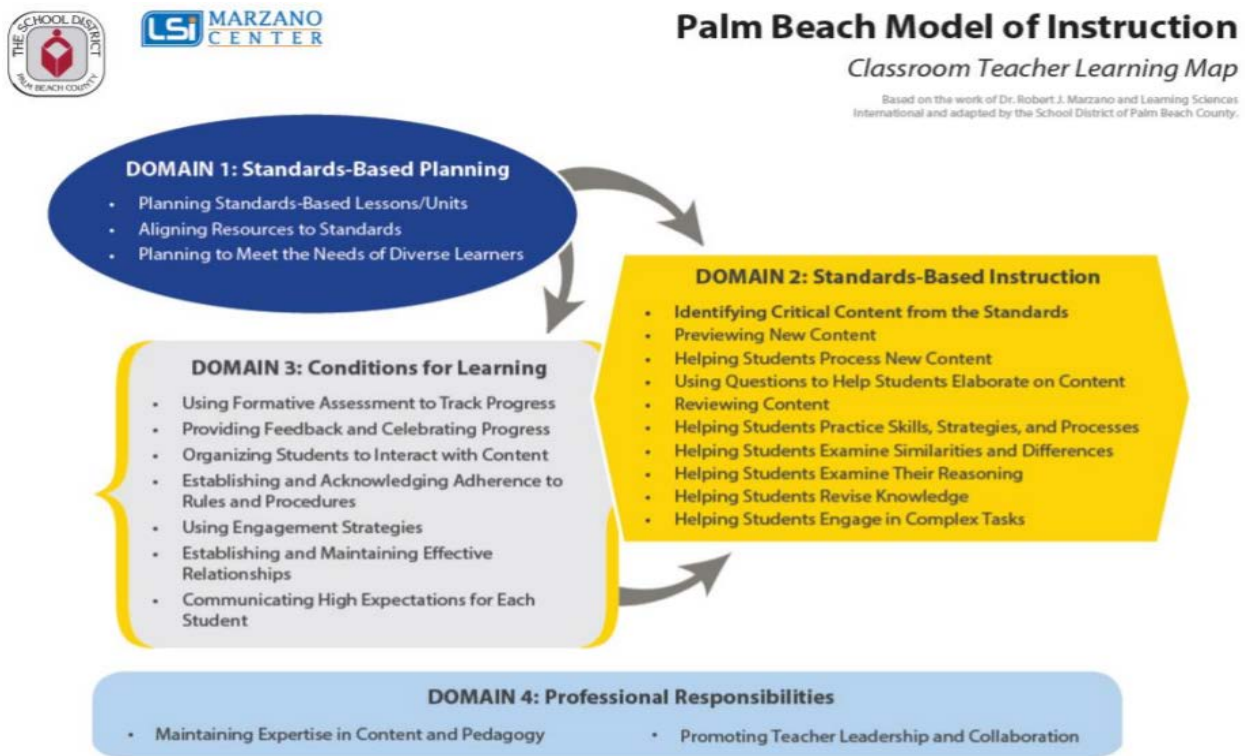 THE SCHOOL DISTRICT
PALM BEACH COUNTY
LSi MARZANO
CENTER
Palm Beach Model of Instruction
Classroom Teacher Learning Map
Based on the work of Dr. Robert J. Marzano and Learning Sciences
International and adapted by the School District of Palm Beach County.
DOMAIN 1: Standards-Based Planning
• Planning Standards-Based Lessons/Units
• Aligning Resources to Standards
• Planning to Meet the Needs of Diverse Learners
DOMAIN 2: Standards-Based Instruction
• Identifying Critical Content from the Standards
• Previewing New Content
• Helping Students Process New Content
• Using Questions to Help Students Elaborate on Content
• Reviewing Content
• Helping Students Practice Skills, Strategies, and Processes
• Helping Students Examine Similarities and Differences
• Helping Students Examine Their Reasoning
• Helping Students Revise Knowledge
• Helping Students Engage in Complex Tasks
DOMAIN 3: Conditions for Learning
• Using Formative Assessment to Track Progress
• Providing Feedback and Celebrating Progress
• Organizing Students to Interact with Content
• Establishing and Acknowledging Adherence to
Rules and Procedures
• Using Engagement Strategies
• Establishing and Maintaining Effective
Relationships
• Communicating High Expectations for Each
Student
DOMAIN 4: Professional Responsibilities
• Maintaining Expertise in Content and Pedagogy
• Promoting Teacher Leadership and Collaboration